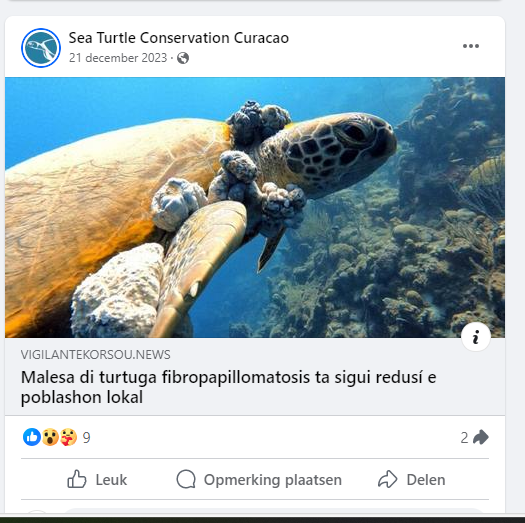 Sea Turtle Conservation Curacao
21 december 2023 ·
VIGILANTEKORSOU.NEWS
Malesa di turtuga fibropapillomatosis ta sigui redusí e
poblashon lokal
9
2
Leuk
Opmerking plaatsen
Delen